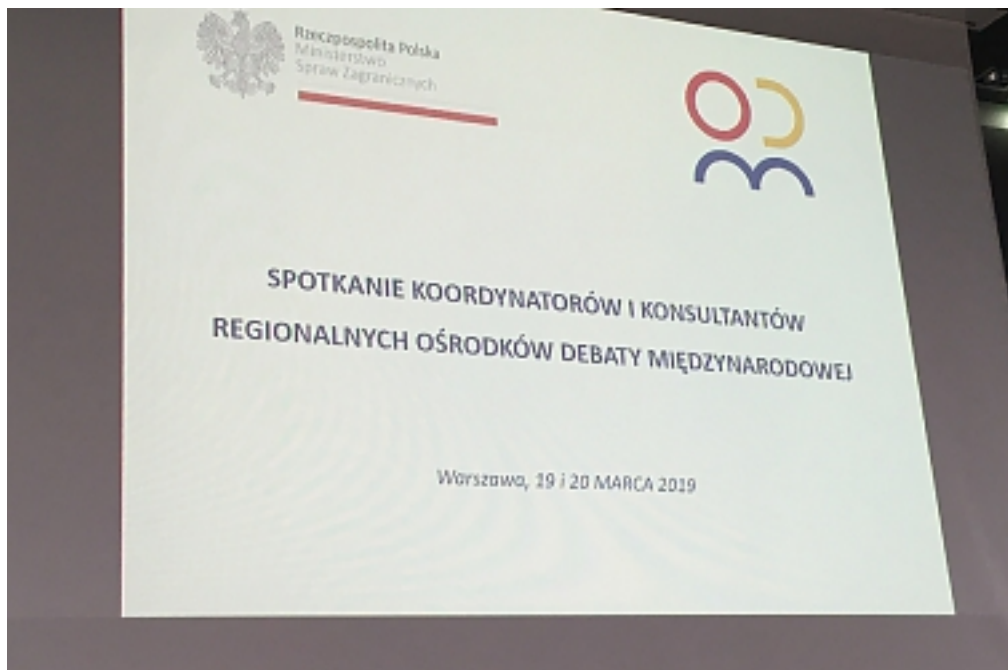 Rzeczpospolita Polska
Ministerstwo
Spraw Zagranicznych
SPOTKANIE KOORDYNATORÓW I KONSULTANTÓW
REGIONALNYCH OŚRODKÓW DEBATY MIĘDZYNARODOWEJ
Warszawa, 19 i 20 MARCA 2019